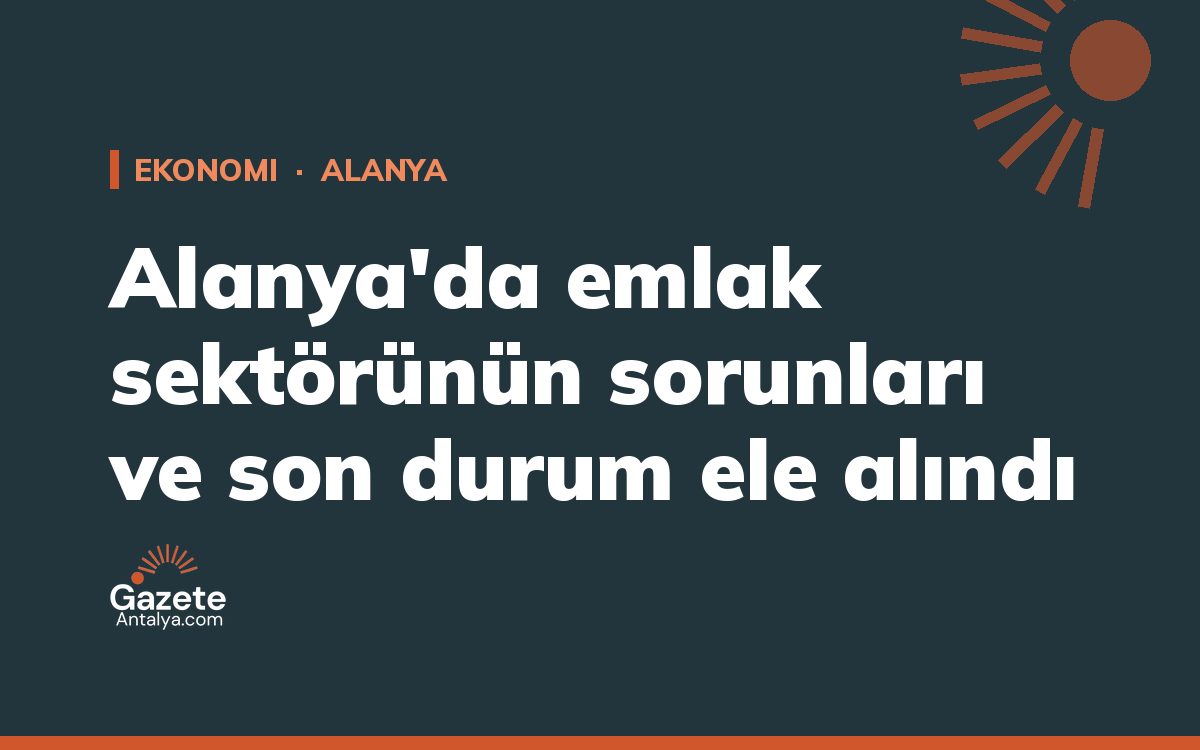 EKONOMI · ALANYA
Alanya'da emlak
sektörünün sorunları
ve son durum ele alındı
Gazete
Antalya.com